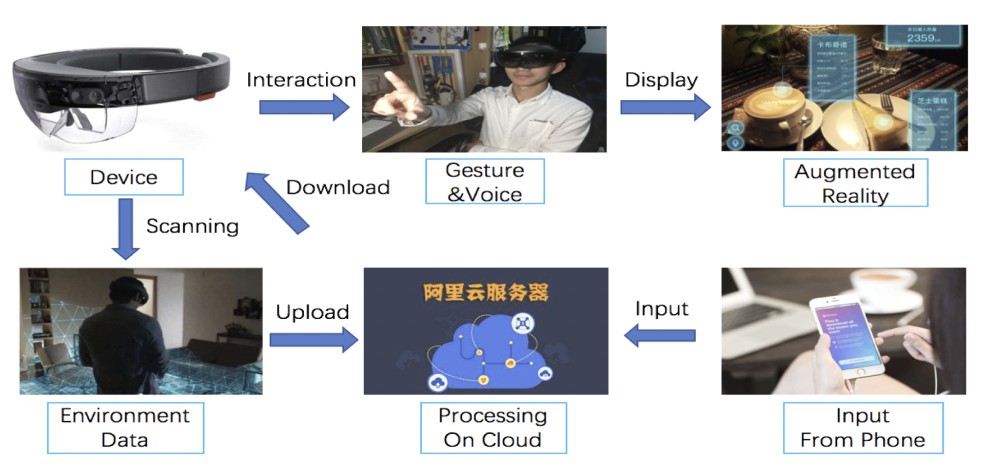 Interaction
Display
Device
Gesture
&Voice
Augmented
Reality
Download
Scanning
卡布奇诺
2359
芝士蛋糕
Upload
阿里云服务器
Input
Environment
Data
Processing
On Cloud
Input
From Phone